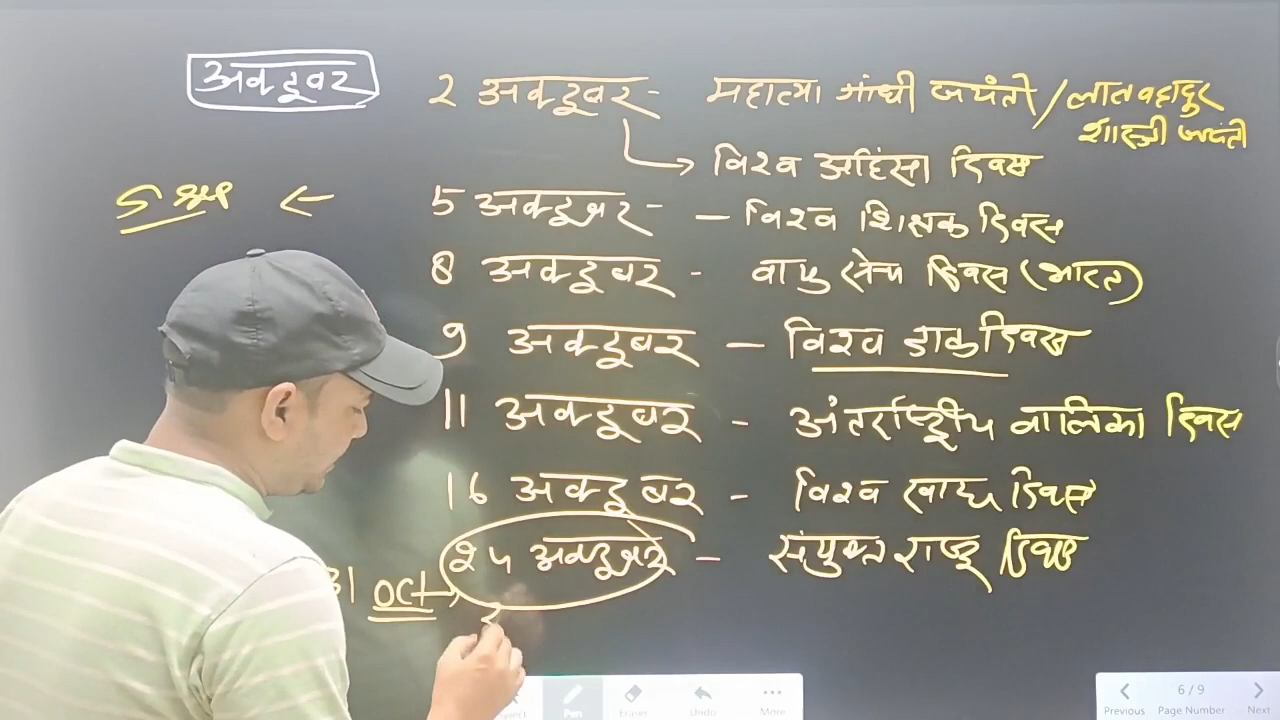 अक्टूबर
2 अक्टूबर - महात्मा गांधी जयंती / लाल बहादुर
शास्त्री जयंती
→ विश्व अहिंसा दिवस
5 अक्टूबर - विश्व शिक्षक दिवस
8 अक्टूबर - वायु सेना दिवस (भारत)
9 अक्टूबर - विश्व डाक दिवस
11 अक्टूबर - अंतर्राष्ट्रीय बालिका दिवस
16 अक्टूबर - विश्व खाद्य दिवस
24 अक्टूबर - संयुक्त राष्ट्र दिवस
31 Oct
Pen
Eraser
Undo
More
6 / 9
Previous
Page Number
Next